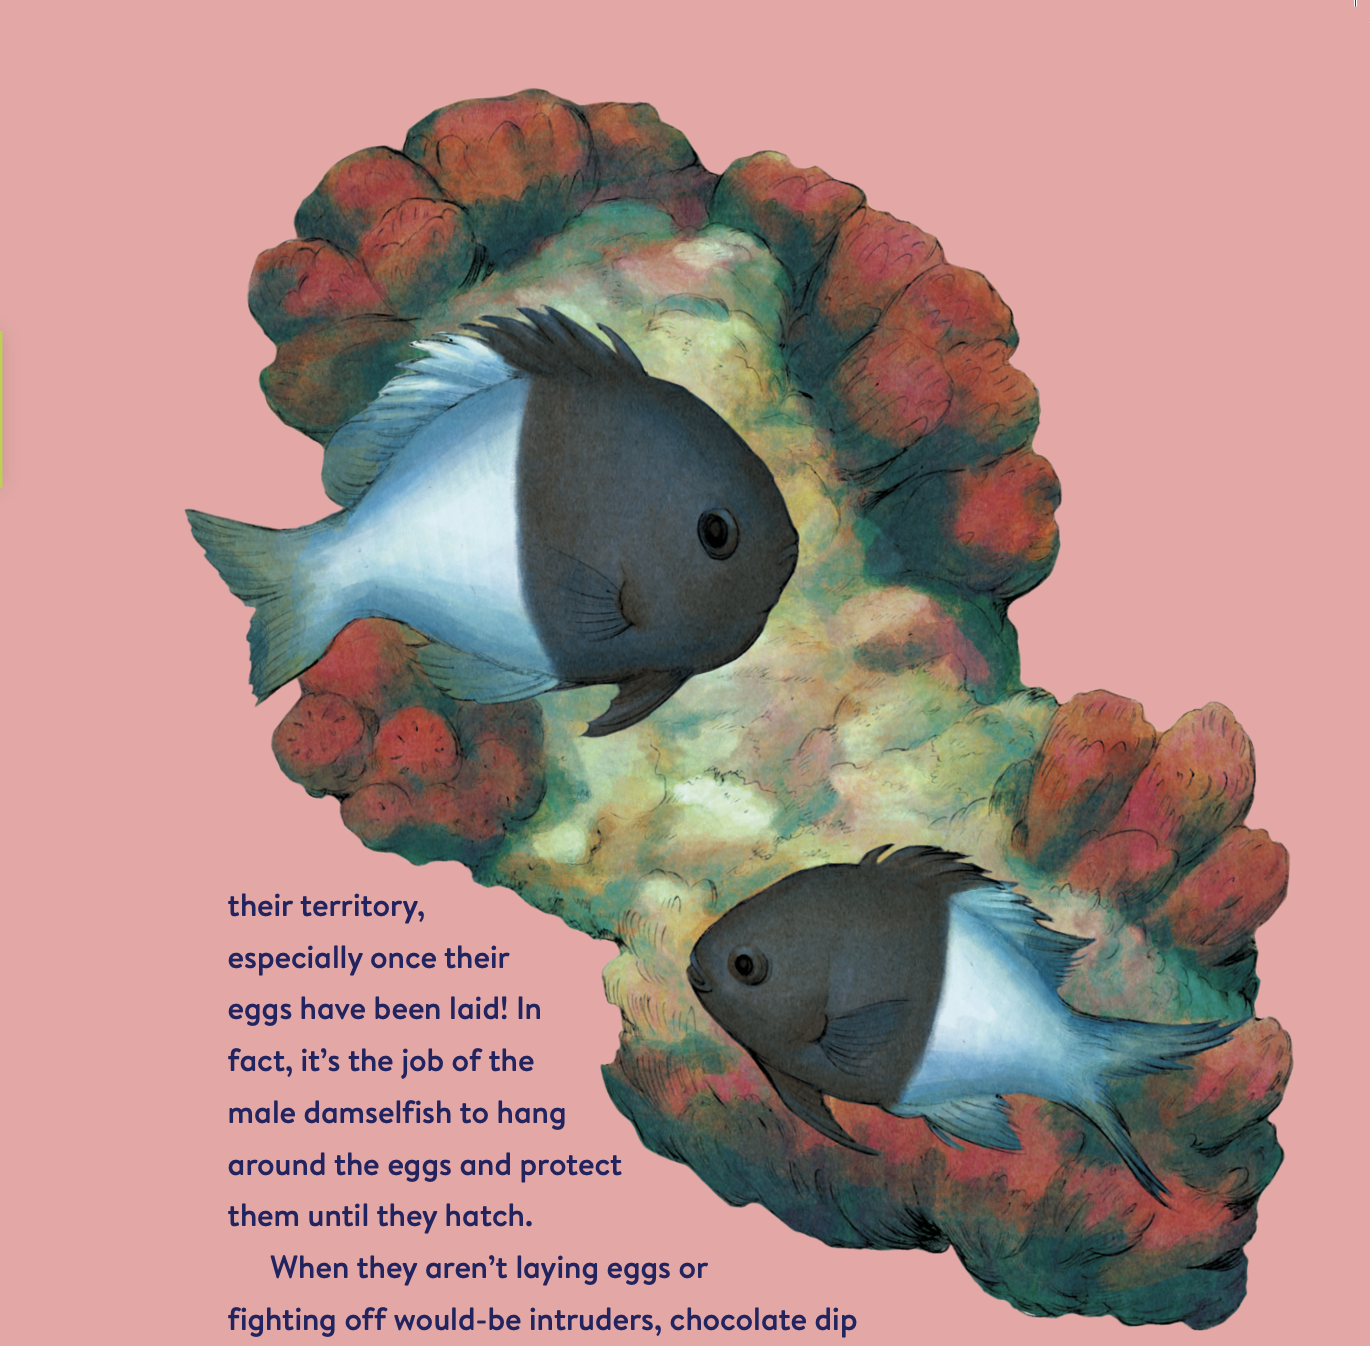 their territory,
especially once their
eggs have been laid! In
fact, it’s the job of the
male damselfish to hang
around the eggs and protect
them until they hatch.
When they aren’t laying eggs or
fighting off would-be intruders, chocolate dip